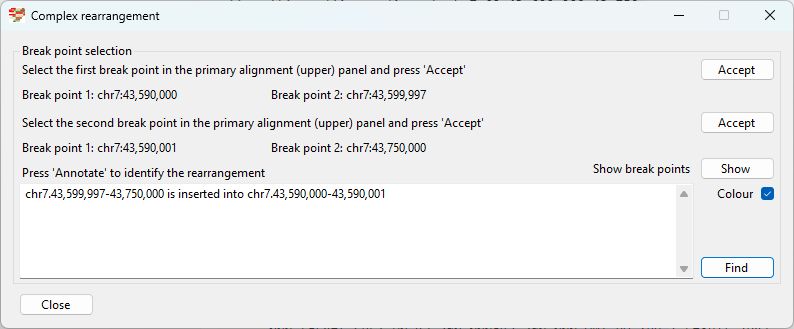 Complex rearrangement
Break point selection
Select the first break point in the primary alignment (upper) panel and press 'Accept'
Accept
Break point 1: chr7:43,590,000
Break point 2: chr7:43,599,997
Select the second break point in the primary alignment (upper) panel and press 'Accept'
Accept
Break point 1: chr7:43,590,001
Break point 2: chr7:43,750,000
Press 'Annotate' to identify the rearrangement
Show break points
Show
chr7.43,599,997-43,750,000 is inserted into chr7.43,590,000-43,590,001
Colour
Find
Close